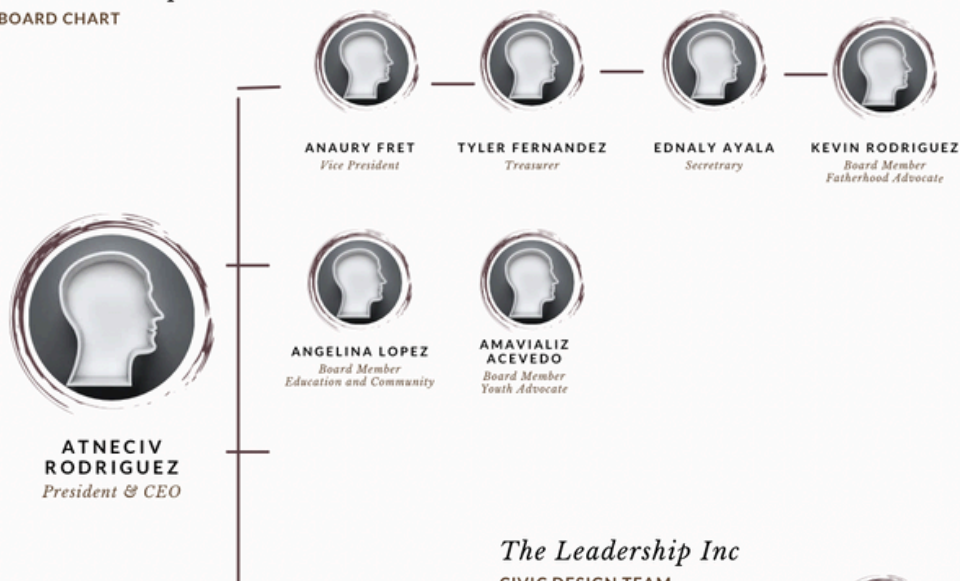 BOARD CHART
ANAURY FRET
Vice President
TYLER FERNANDEZ
Treasurer
EDNALY AYALA
Secretrary
KEVIN RODRIGUEZ
Board Member
Fatherhood Advocate
ANGELINA LOPEZ
Board Member
Education and Community
AMAVIALIZ
ACEVEDO
Board Member
Youth Advocate
ATNECIV
RODRIGUEZ
President & CEO
The Leadership Inc
CIVIC DESIGN TEAM